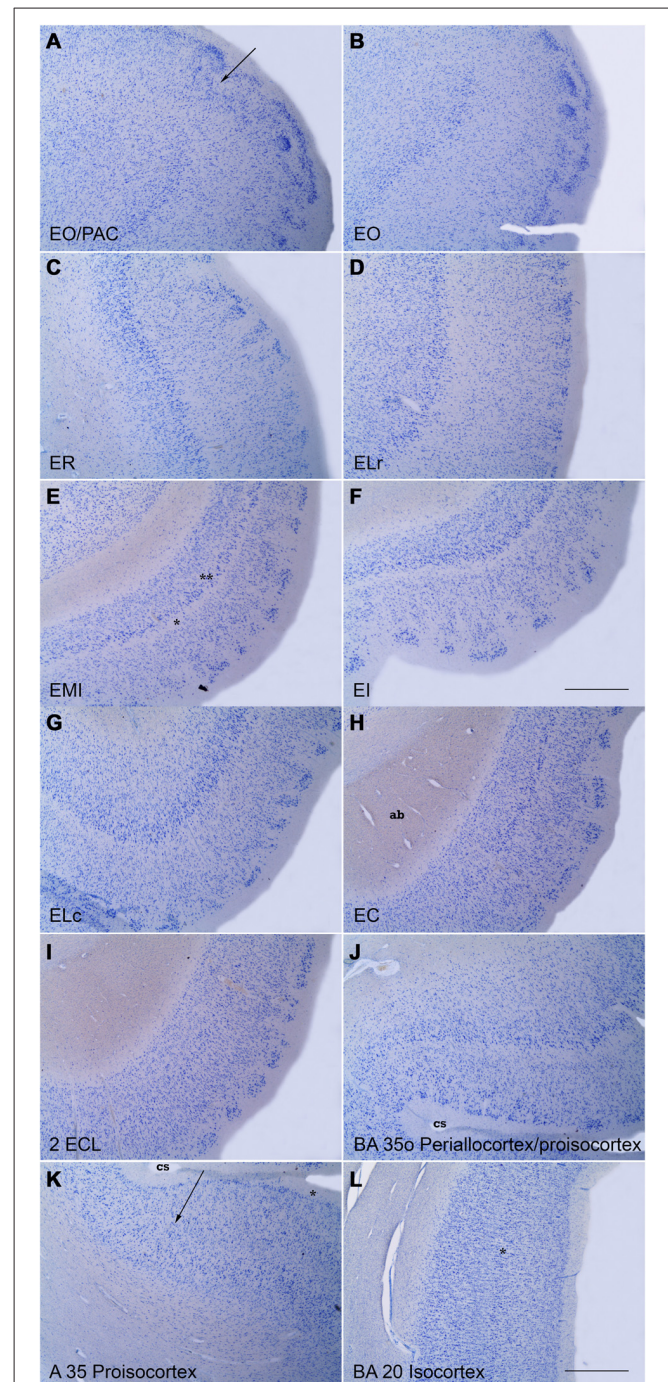 A
B
EO/PAC
EO
C
D
ER
ELr
E
F
**
*
EMI
EI
G
H
ab
ELc
EC
I
J
cs
2 ECL
BA 35o Periallocortex/proisocortex
K
cs
*
L
*
A 35 Proisocortex
BA 20 Isocortex